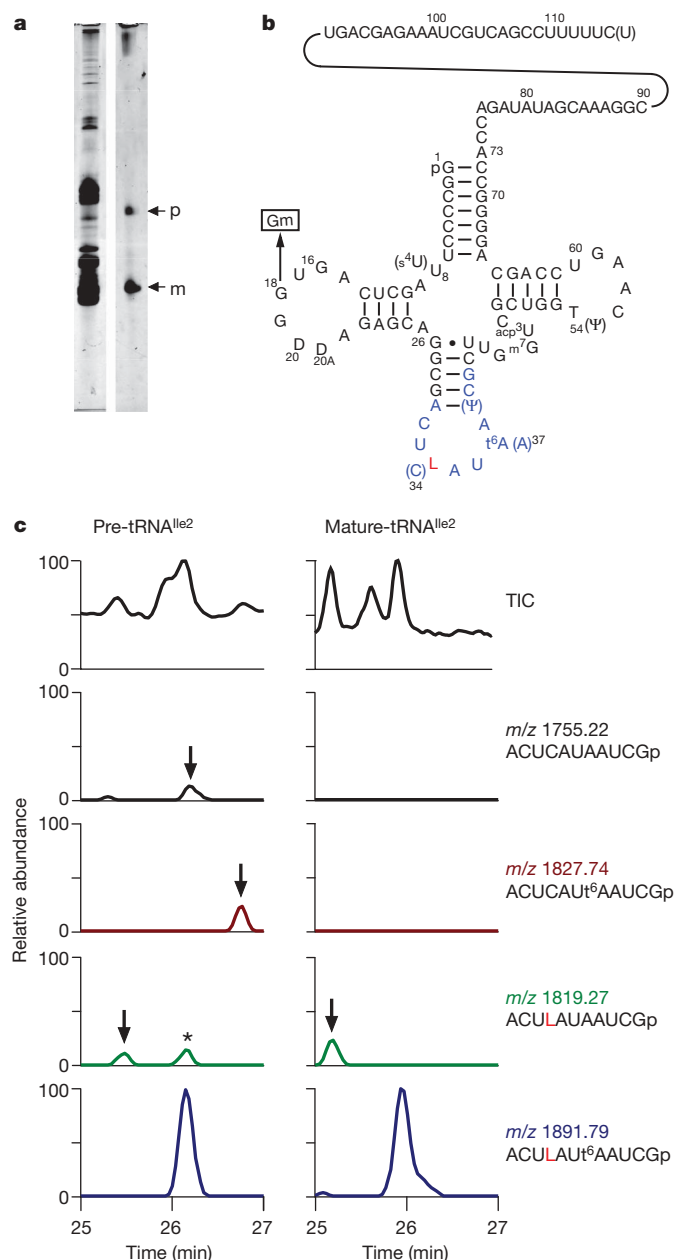 a
p
m
b
UGACGAGAAAUCGUCAGCCUUUUUC(U)
100
110
AGAUAUAGCAAAGGC
80
90
C
C
A
73
1
pG – C
G – C
C – G
C – G
C – G
C – G
U – A
70
Gm
(s4U)
U
8
A
G
C
U
C
A
G
U
16
G
18
G
D
20
D
20A
A
GAGC
A
26
CGACC
GCUGG
U
60
G
A
A
C
T
54(Ψ)
C
acp3U
G
m7G
U
U
C
G
C
(Ψ)
G
G
C
G
A
C
U
(C)
34
L
A
U
t6A (A)37
A
c
Pre-tRNAIle2
Mature-tRNAIle2
100
0
TIC
100
0
m/z 1755.22
ACUCAUAAUCGp
100
0
m/z 1827.74
ACUCAUt6AAUCGp
100
0
*
m/z 1819.27
ACULAUAAUCGp
100
0
m/z 1891.79
ACULAUt6AAUCGp
Relative abundance
25 26 27
25 26 27
Time (min)
Time (min)